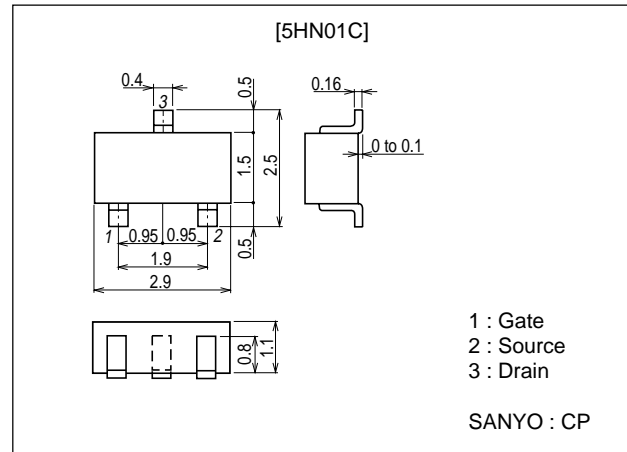 [5HN01C]
0.4
3
0.5
0.16
0 to 0.1
1.5
2.5
1
0.95
0.95
2
0.5
1.9
2.9
0.8
1.1
1 : Gate
2 : Source
3 : Drain
SANYO : CP